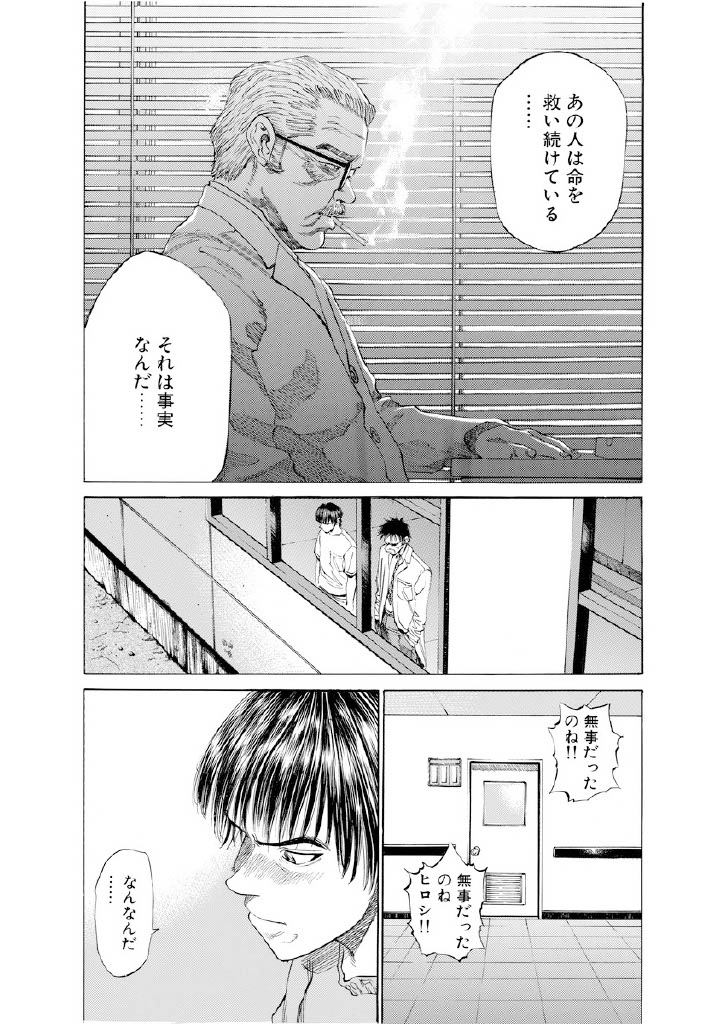 あの人は命を
救い続けている
……
それは事実
なんだ……
無事だった
のね!!
無事だった
のね
ヒロシ!!
なんなんだ
……